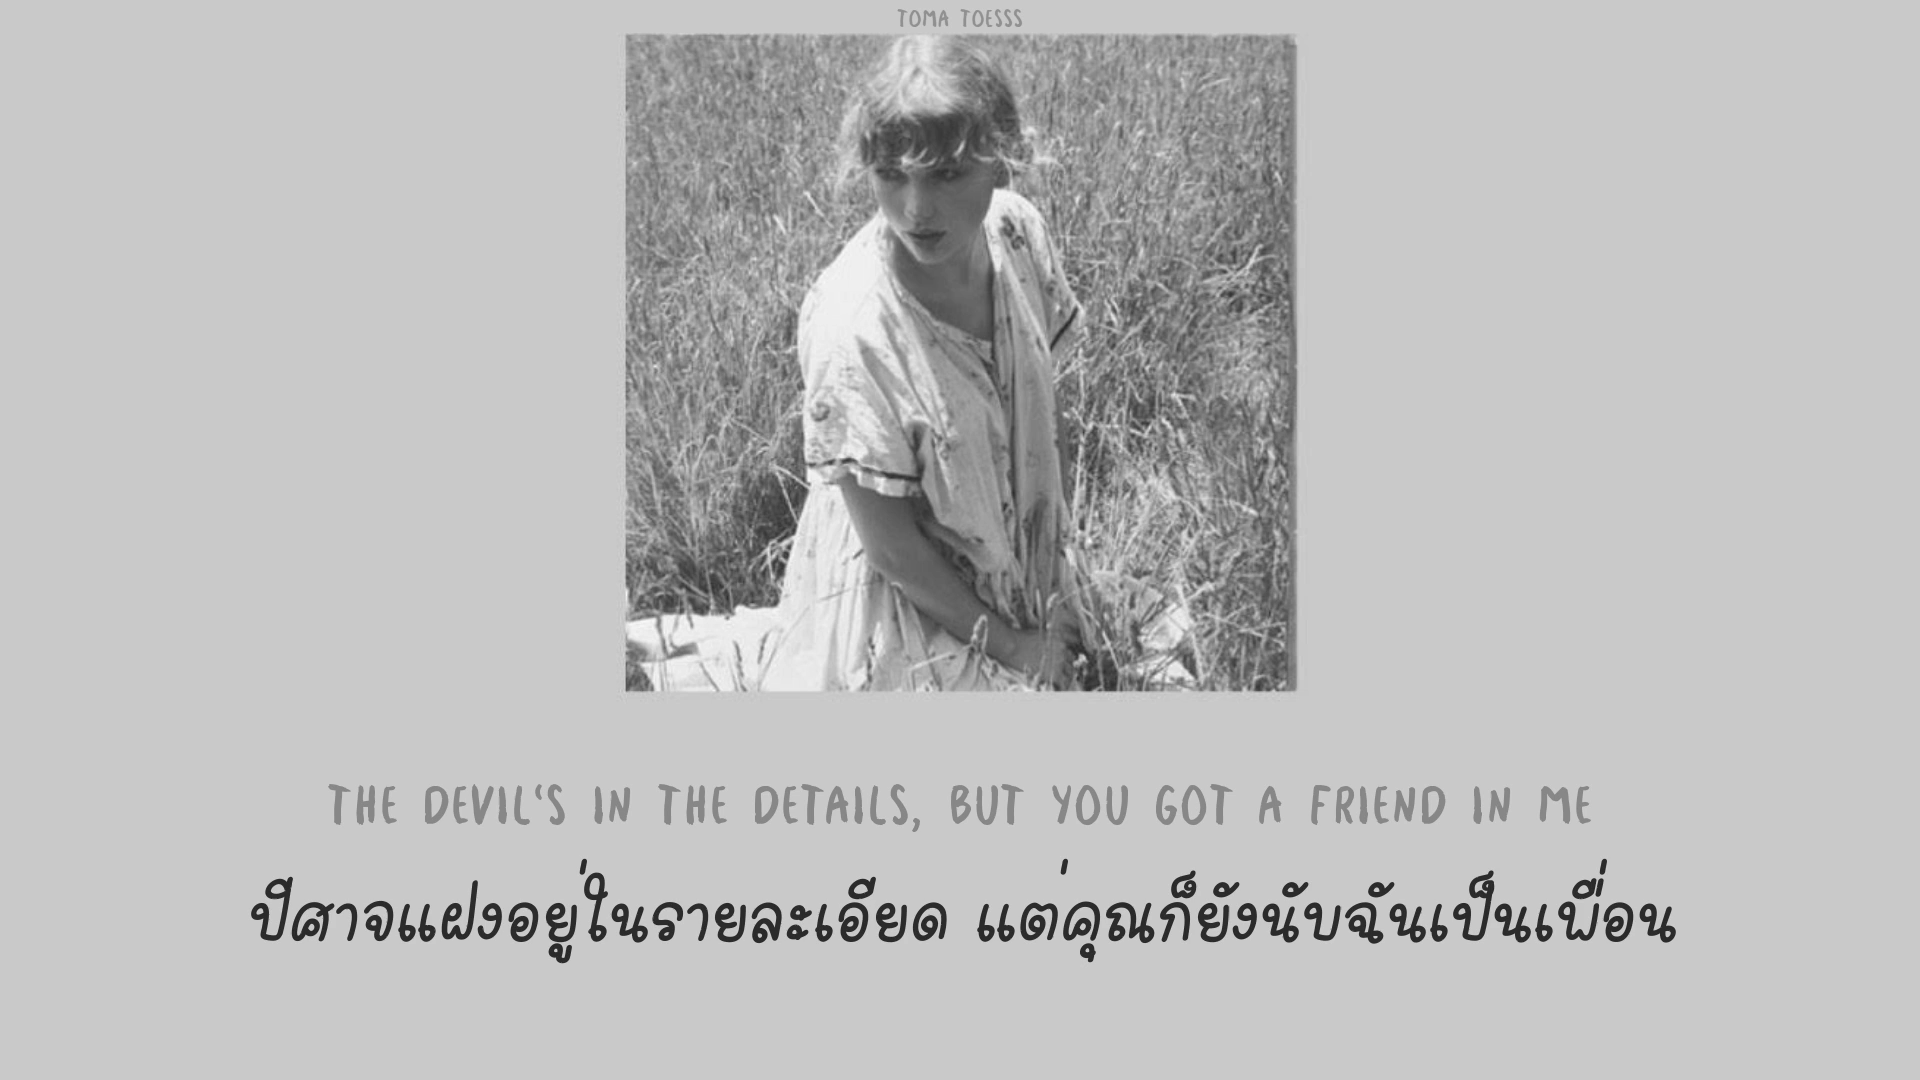 TOMA TOESSS
THE DEVIL'S IN THE DETAILS, BUT YOU GOT A FRIEND IN ME
ปีศาจแฝงอยู่ในรายละเอียด แต่คุณก็ยังนับฉันเป็นเพื่อน